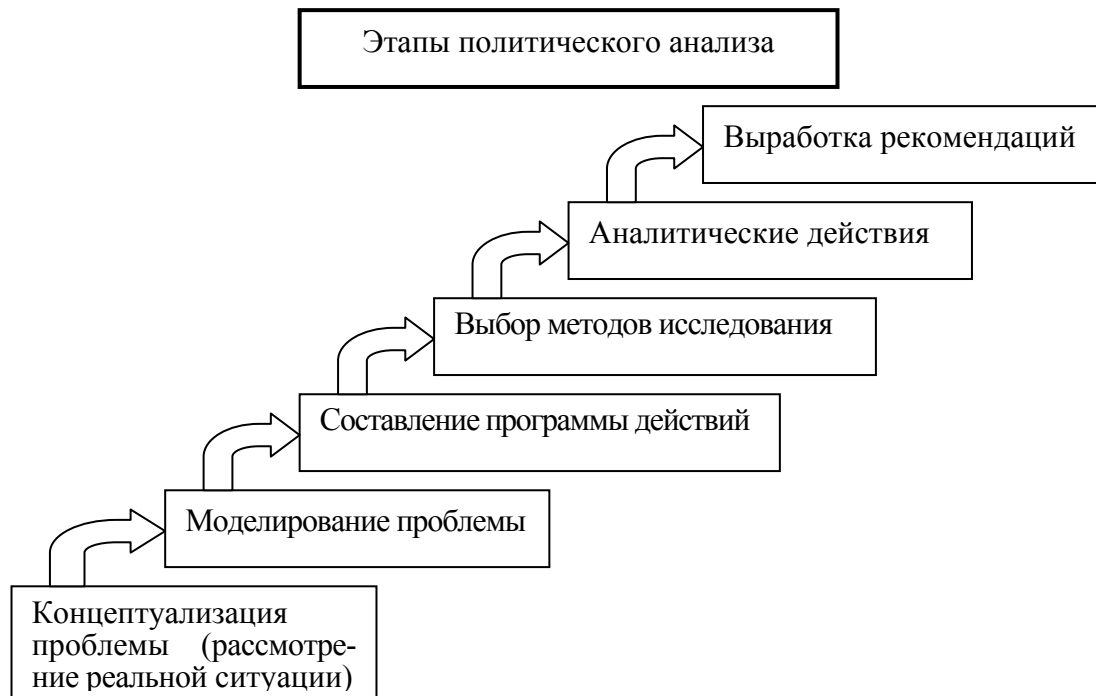 Этапы политического анализа
Выработка рекомендаций
Аналитические действия
Выбор методов исследования
Составление программы действий
Моделирование проблемы
Концептуализация
проблемы (рассмотре-
ние реальной ситуации)